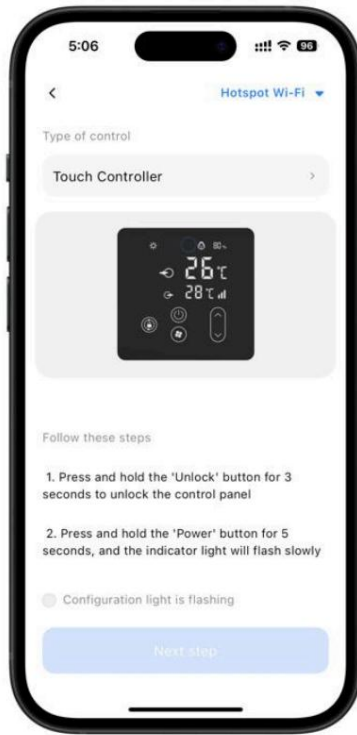 5:06
96
Hotspot Wi-Fi
Type of control
Touch Controller
80%
26℃
28℃
Follow these steps
1. Press and hold the 'Unlock' button for 3
seconds to unlock the control panel
2. Press and hold the 'Power' button for 5
seconds, and the indicator light will flash slowly
Configuration light is flashing
Next step